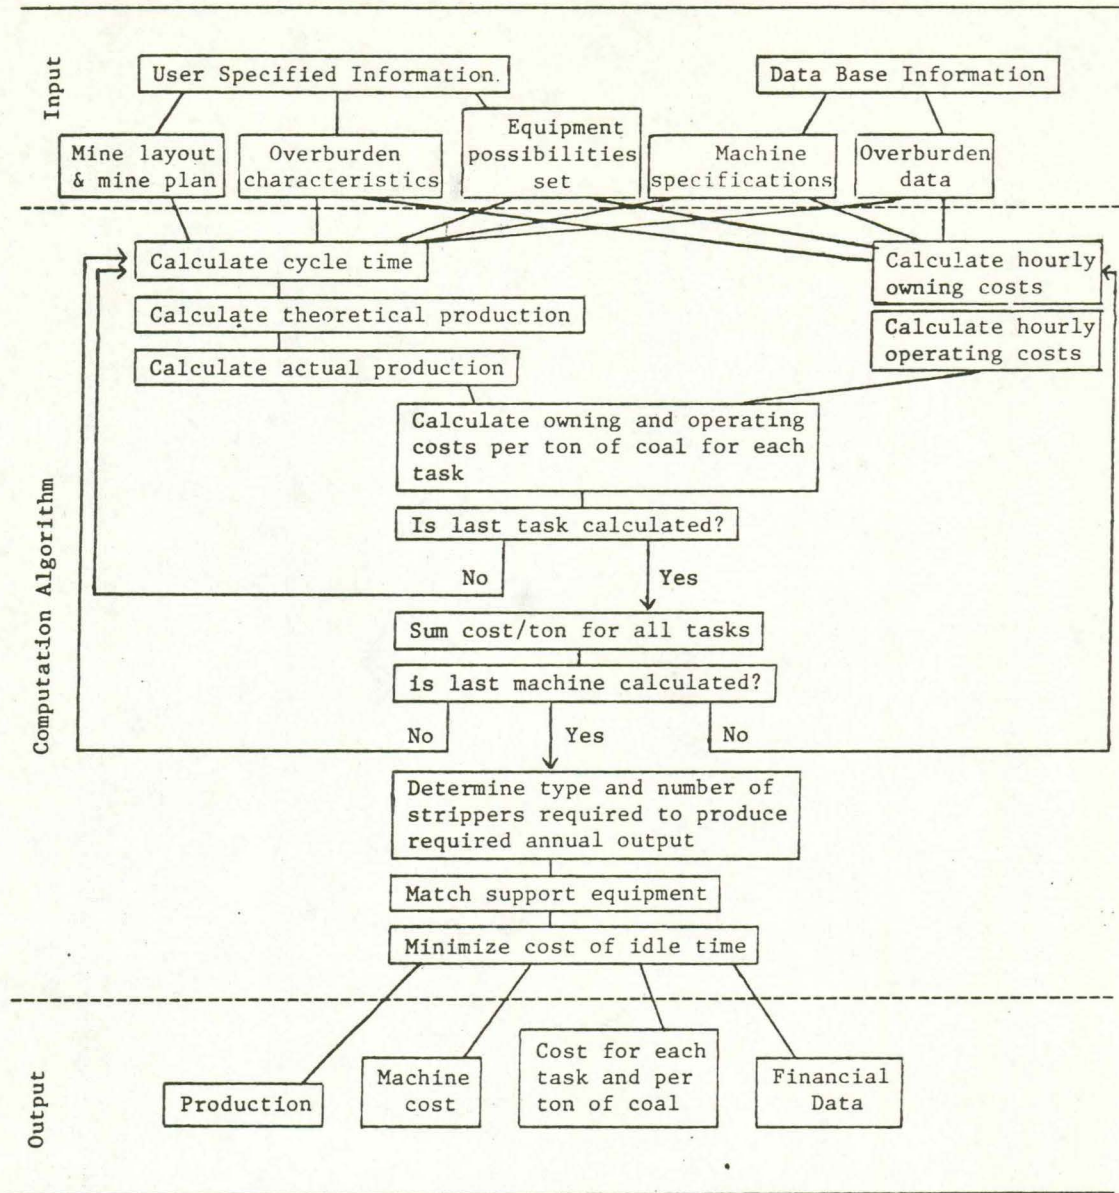 Input
User Specified Information.
Data Base Information
Mine layout
& mine plan
Overburden
characteristics
Equipment
possibilities
set
Machine
specifications
Overburden
data
Computation Algorithm
Calculate cycle time
Calculate theoretical production
Calculate actual production
Calculate hourly
owning costs
Calculate hourly
operating costs
Calculate owning and operating
costs per ton of coal for each
task
Is last task calculated?
No
Yes
Sum cost/ton for all tasks
is last machine calculated?
No
Yes
No
Determine type and number of
strippers required to produce
required annual output
Match support equipment
Minimize cost of idle time
Output
Production
Machine
cost
Cost for each
task and per
ton of coal
Financial
Data